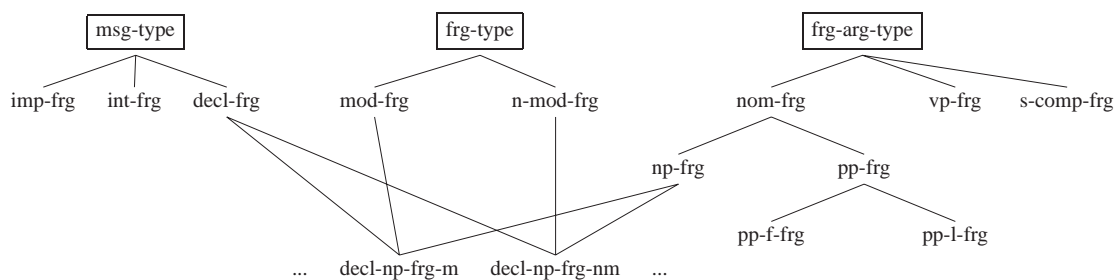 msg-type frg-type frg-arg-type
imp-frg int-frg decl-frg mod-frg n-mod-frg nom-frg vp-frg s-comp-frg
np-frg pp-frg
pp-f-frg pp-l-frg
... decl-np-frg-m decl-np-frg-nm ...